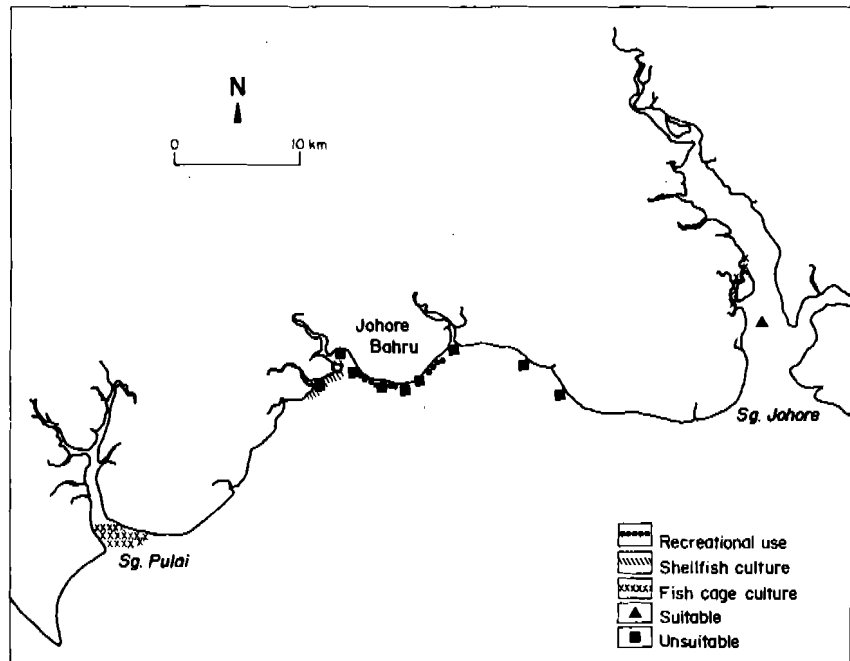 N
0 10 km
Johore
Bahru
Sg. Johore
Sg. Pulai
Recreational use
Shellfish culture
Fish cage culture
Suitable
Unsuitable